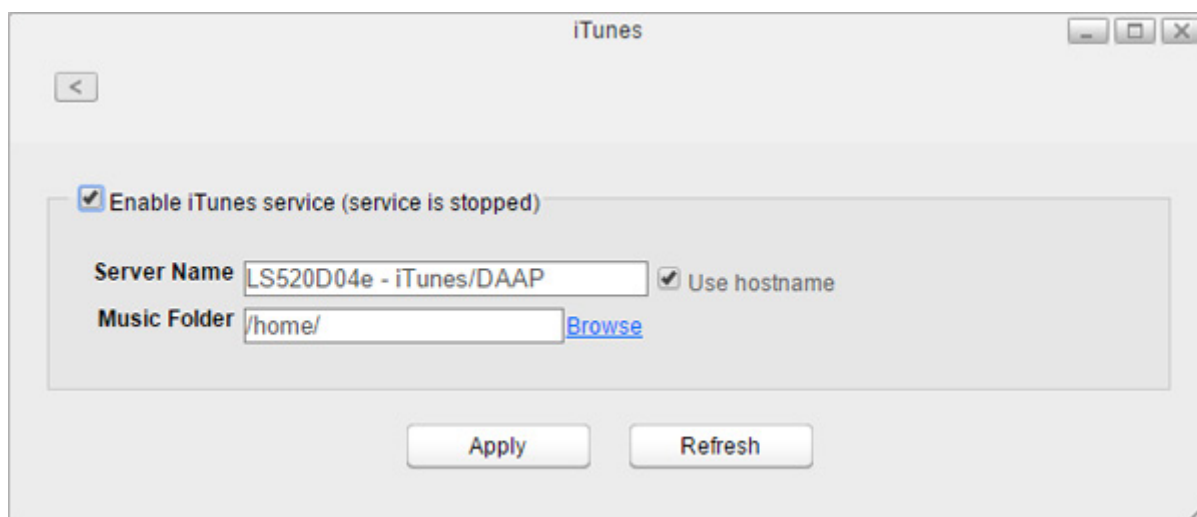 iTunes
<
Enable iTunes service (service is stopped)
Server Name LS520D04e - iTunes/DAAP Use hostname
Music Folder /home/ Browse
Apply Refresh